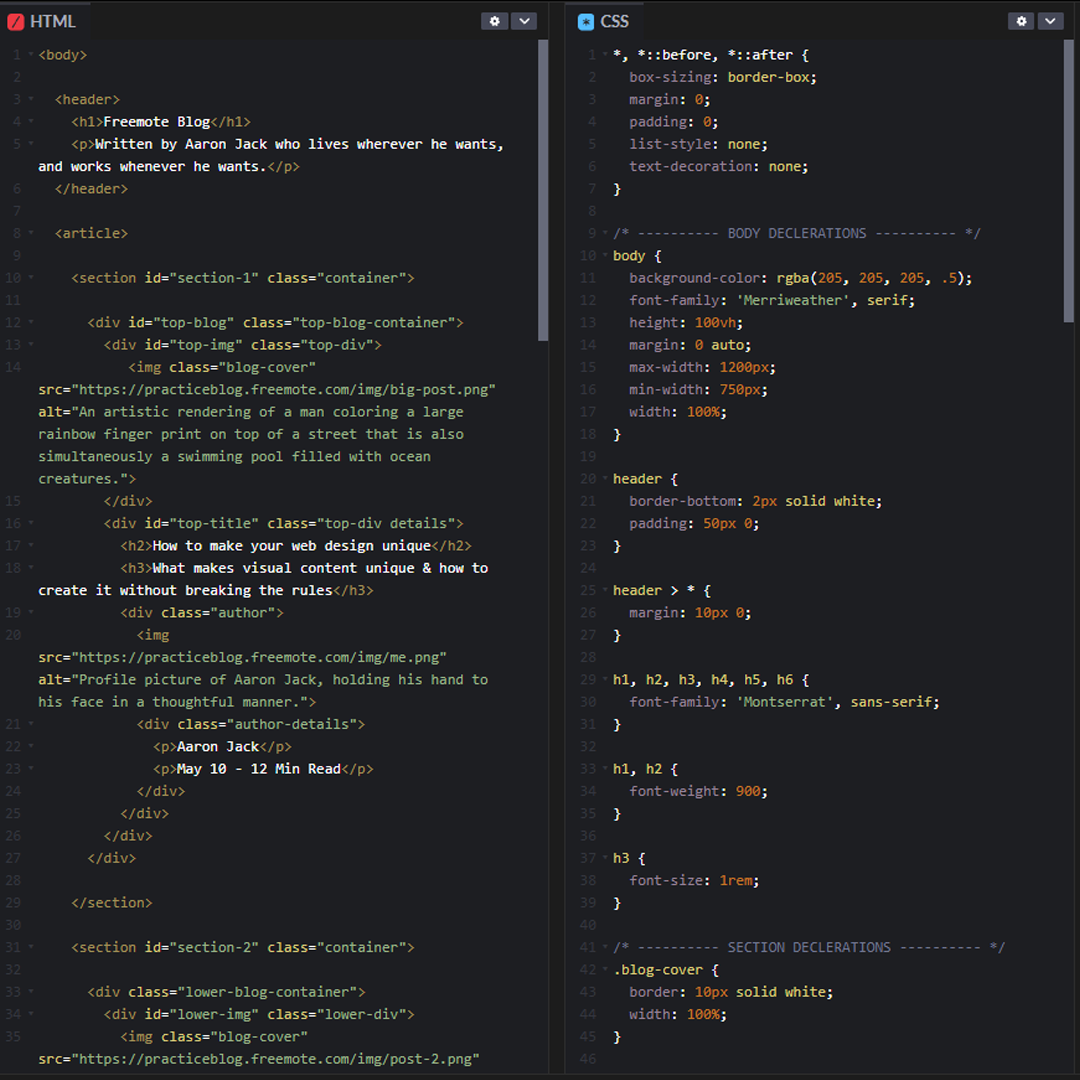 HTML
1 <body>
2
3 <header>
4 <h1>Freemote Blog</h1>
5 <p>Written by Aaron Jack who lives wherever he wants,
and works whenever he wants.</p>
6 </header>
7
8 <article>
9
10 <section id="section-1" class="container">
11
12 <div id="top-blog" class="top-blog-container">
13 <div id="top-img" class="top-div">
14 <img class="blog-cover"
src="https://practiceblog.freemote.com/img/big-post.png"
alt="An artistic rendering of a man coloring a large
rainbow finger print on top of a street that is also
simultaneously a swimming pool filled with ocean
creatures.">
15 </div>
16 <div id="top-title" class="top-div details">
17 <h2>How to make your web design unique</h2>
18 <h3>What makes visual content unique & how to
create it without breaking the rules</h3>
19 <div class="author">
20 <img
src="https://practiceblog.freemote.com/img/me.png"
alt="Profile picture of Aaron Jack, holding his hand to
his face in a thoughtful manner.">
21 <div class="author-details">
22 <p>Aaron Jack</p>
23 <p>May 10 - 12 Min Read</p>
24 </div>
25 </div>
26 </div>
27 </div>
28
29 </section>
30
31 <section id="section-2" class="container">
32
33 <div class="lower-blog-container">
34 <div id="lower-img" class="lower-div">
35 <img class="blog-cover"
src="https://practiceblog.freemote.com/img/post-2.png"
CSS
1 *, *::before, *::after {
2 box-sizing: border-box;
3 margin: 0;
4 padding: 0;
5 list-style: none;
6 text-decoration: none;
7 }
8
9 /* ---------- BODY DECLERATIONS ---------- */
10 body {
11 background-color: rgba(205, 205, 205, .5);
12 font-family: 'Merriweather', serif;
13 height: 100vh;
14 margin: 0 auto;
15 max-width: 1200px;
16 min-width: 750px;
17 width: 100%;
18 }
19
20 header {
21 border-bottom: 2px solid white;
22 padding: 50px 0;
23 }
24
25 header > * {
26 margin: 10px 0;
27 }
28
29 h1, h2, h3, h4, h5, h6 {
30 font-family: 'Montserrat', sans-serif;
31 }
32
33 h1, h2 {
34 font-weight: 900;
35 }
36
37 h3 {
38 font-size: 1rem;
39 }
40
41 /* ---------- SECTION DECLERATIONS ---------- */
42 .blog-cover {
43 border: 10px solid white;
44 width: 100%;
45 }
46